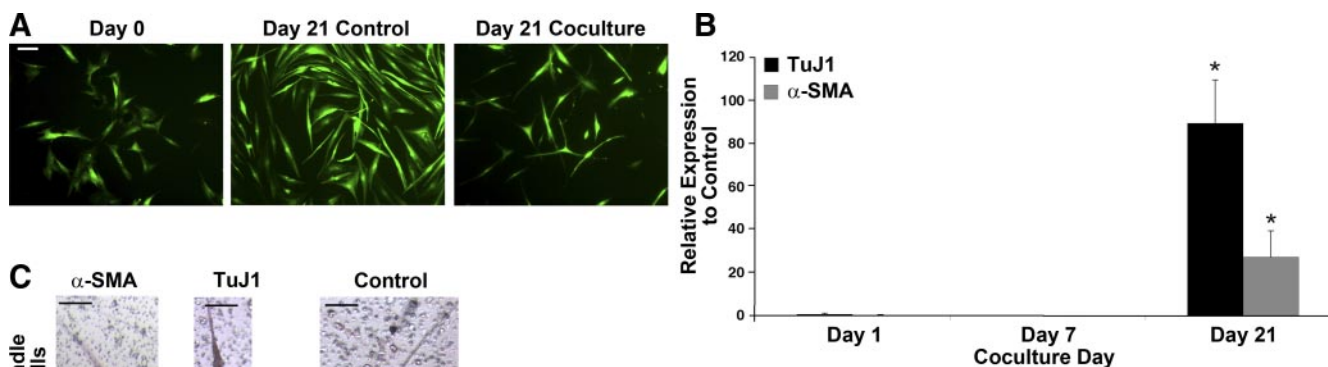 A
Day 0
Day 21 Control
Day 21 Coculture
B
120
100
80
60
40
20
0
Relative Expression
to Control
TuJ1
α-SMA
*
*
Day 1
Day 7
Day 21
Coculture Day
C
α-SMA
TuJ1
Control